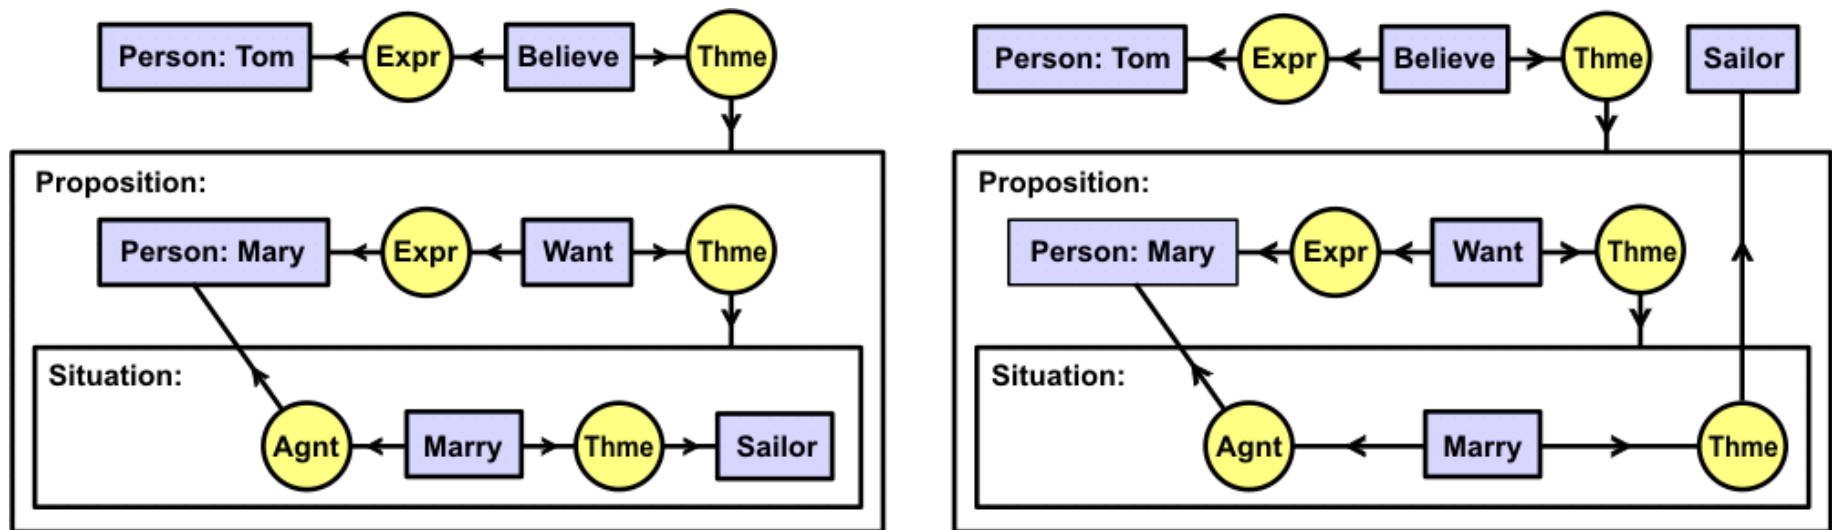 Person: Tom Expr Believe Thme
Proposition:
Person: Mary Expr Want Thme
Situation:
Agnt Marry Thme Sailor
Person: Tom Expr Believe Thme Sailor
Proposition:
Person: Mary Expr Want Thme
Situation:
Agnt Marry Thme